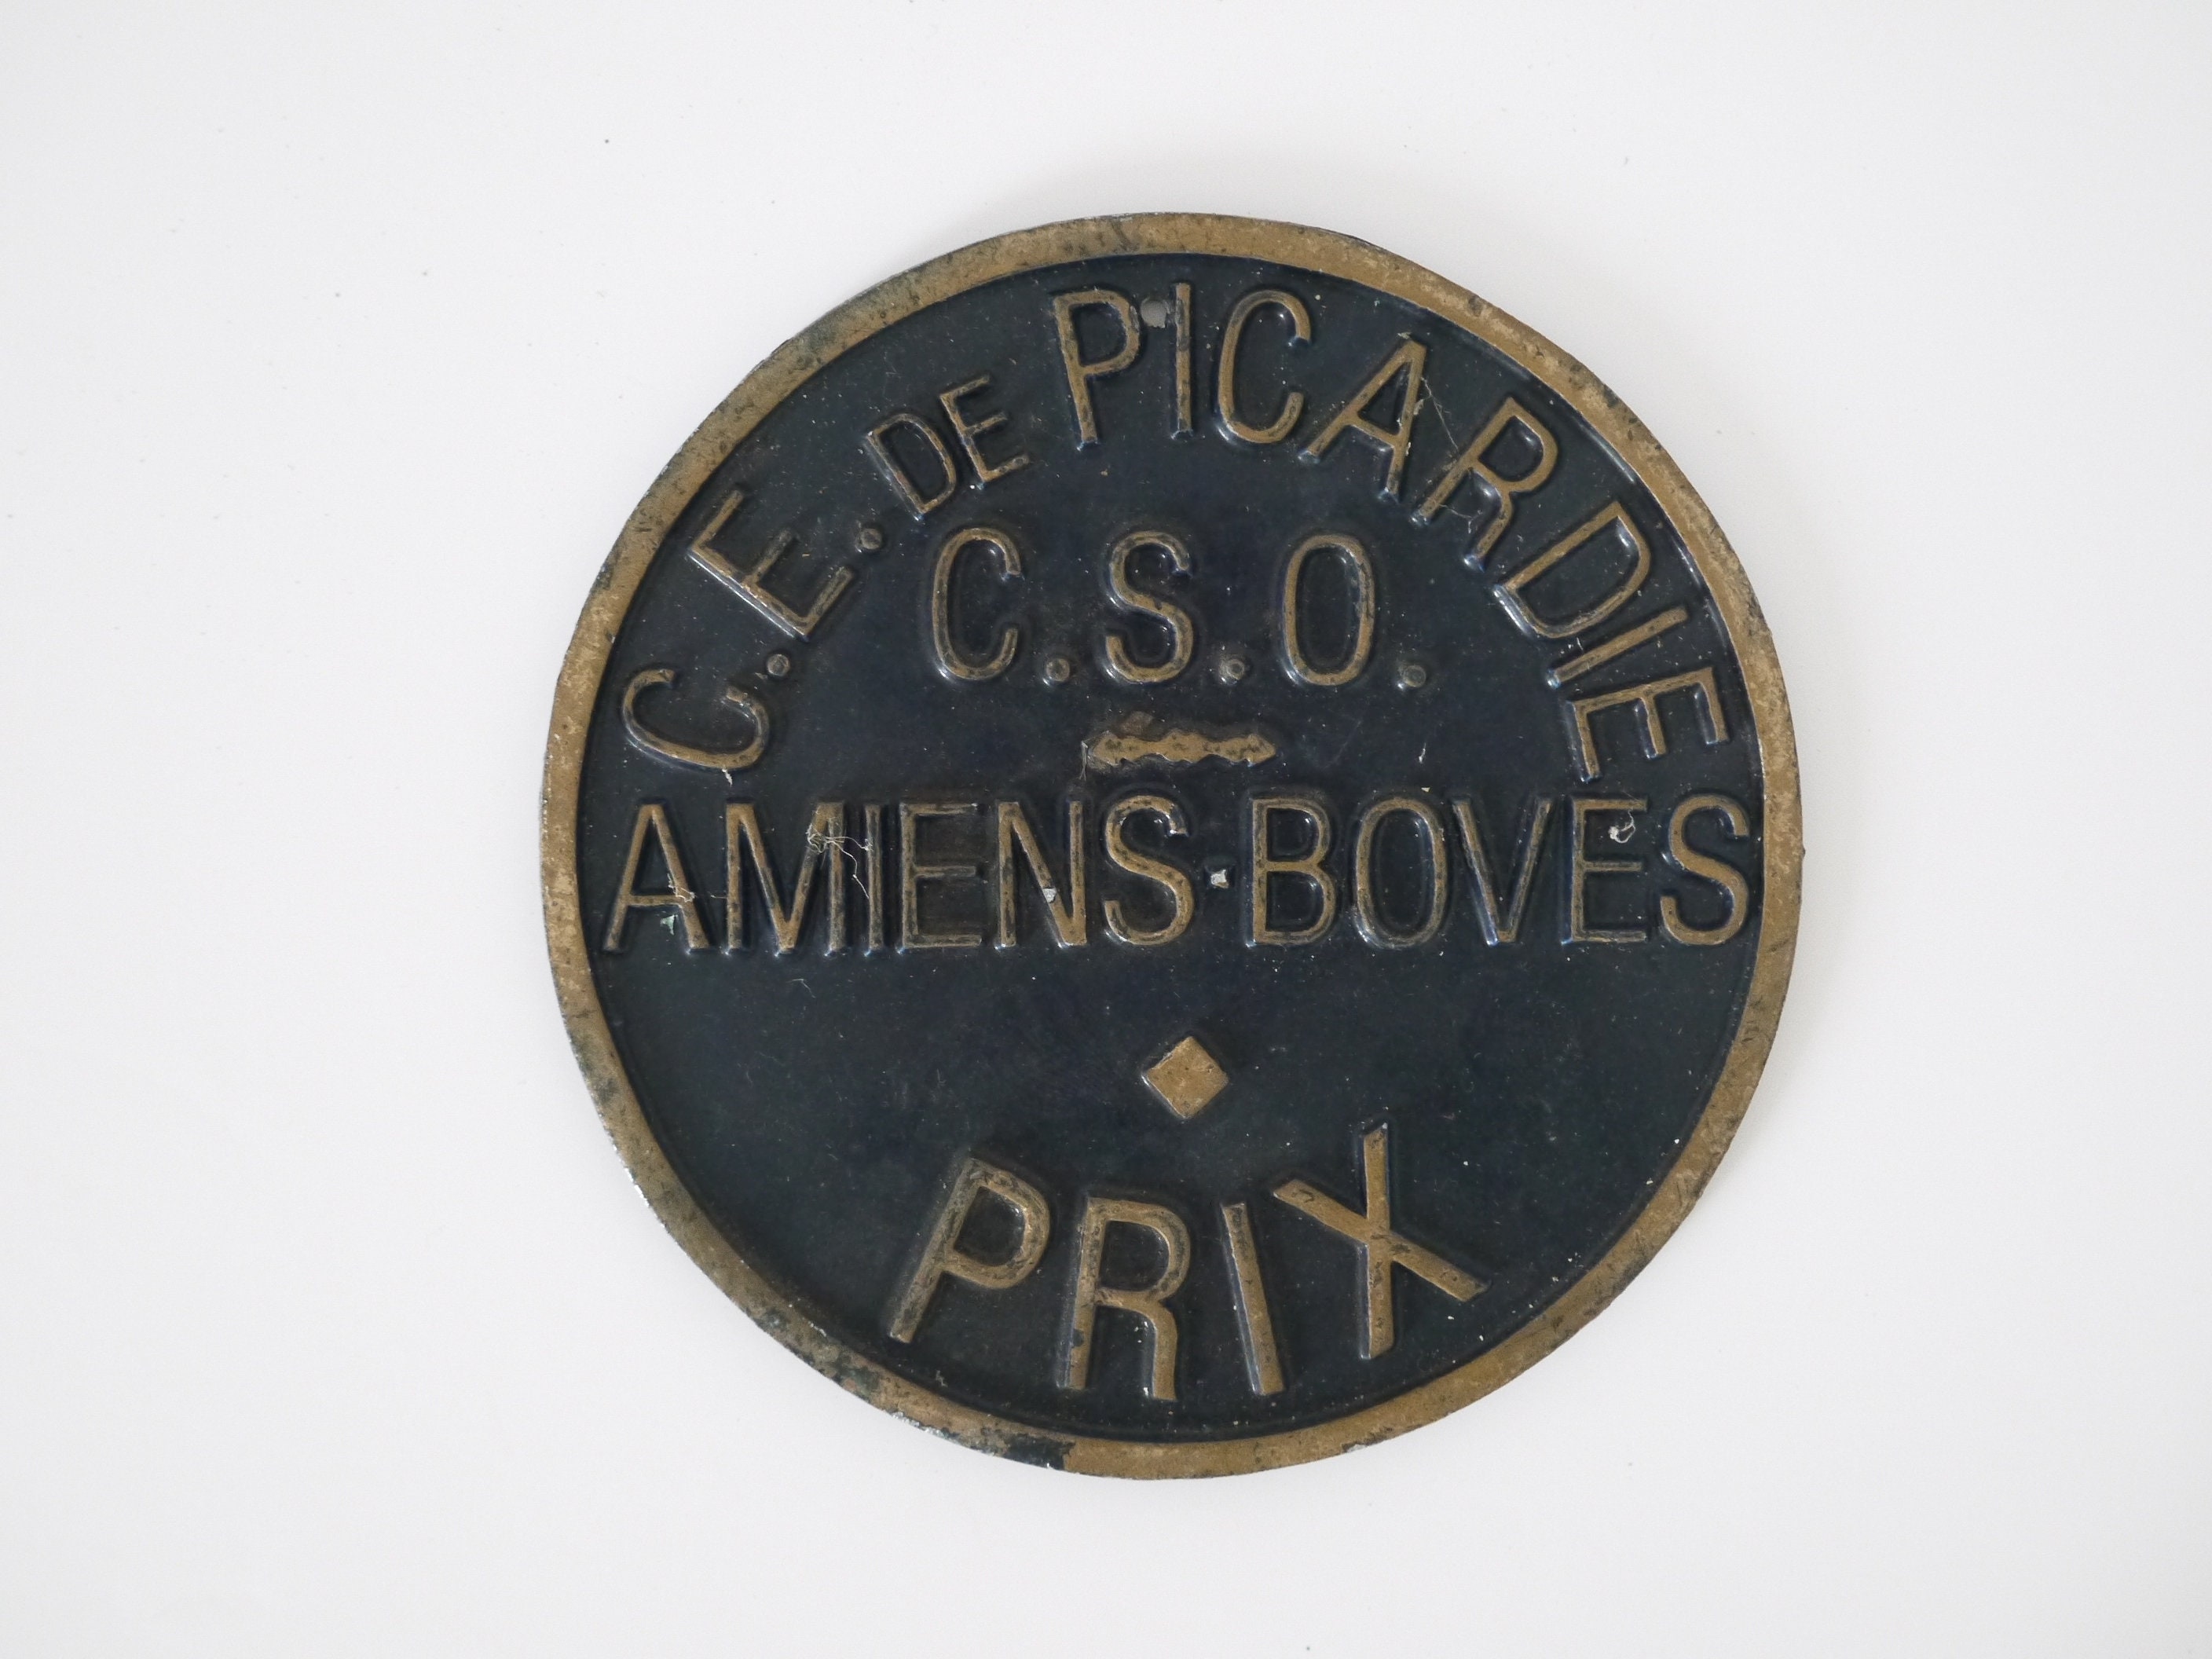 C.E. DE PICARDIE
C.S.O.
AMIENS-BOVES
PRIX